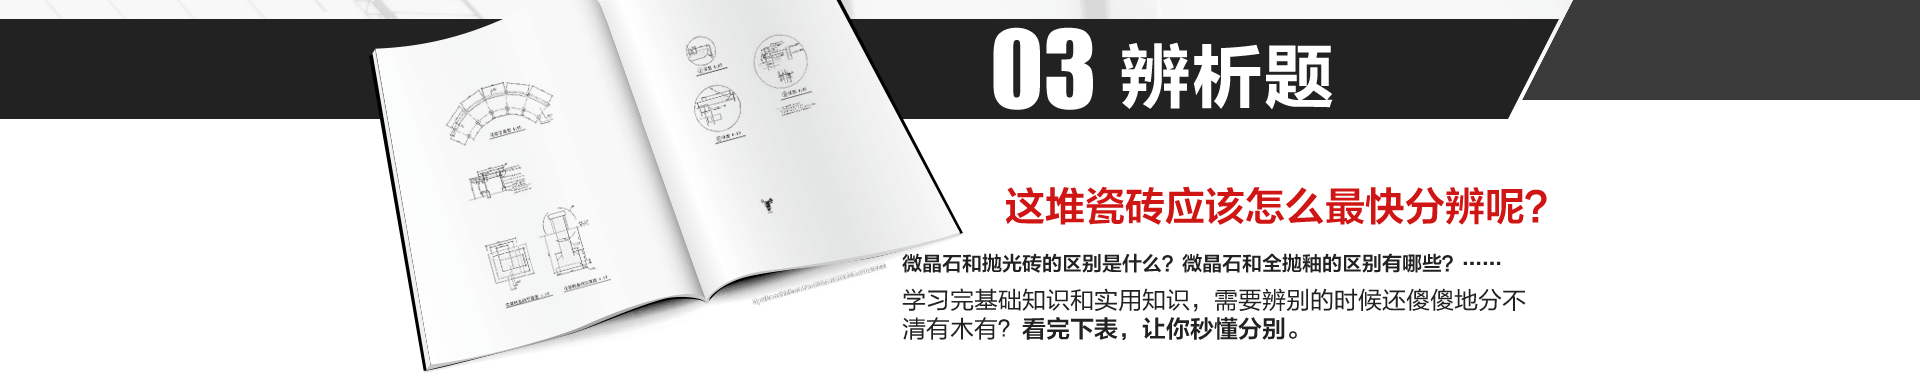 03 辨析题
这堆瓷砖应该怎么最快分辨呢？
微晶石和抛光砖的区别是什么？微晶石和全抛釉的区别有哪些？……
学习完基础知识和实用知识，需要辨别的时候还傻傻地分不
清有木有？看完下表，让你秒懂分别。